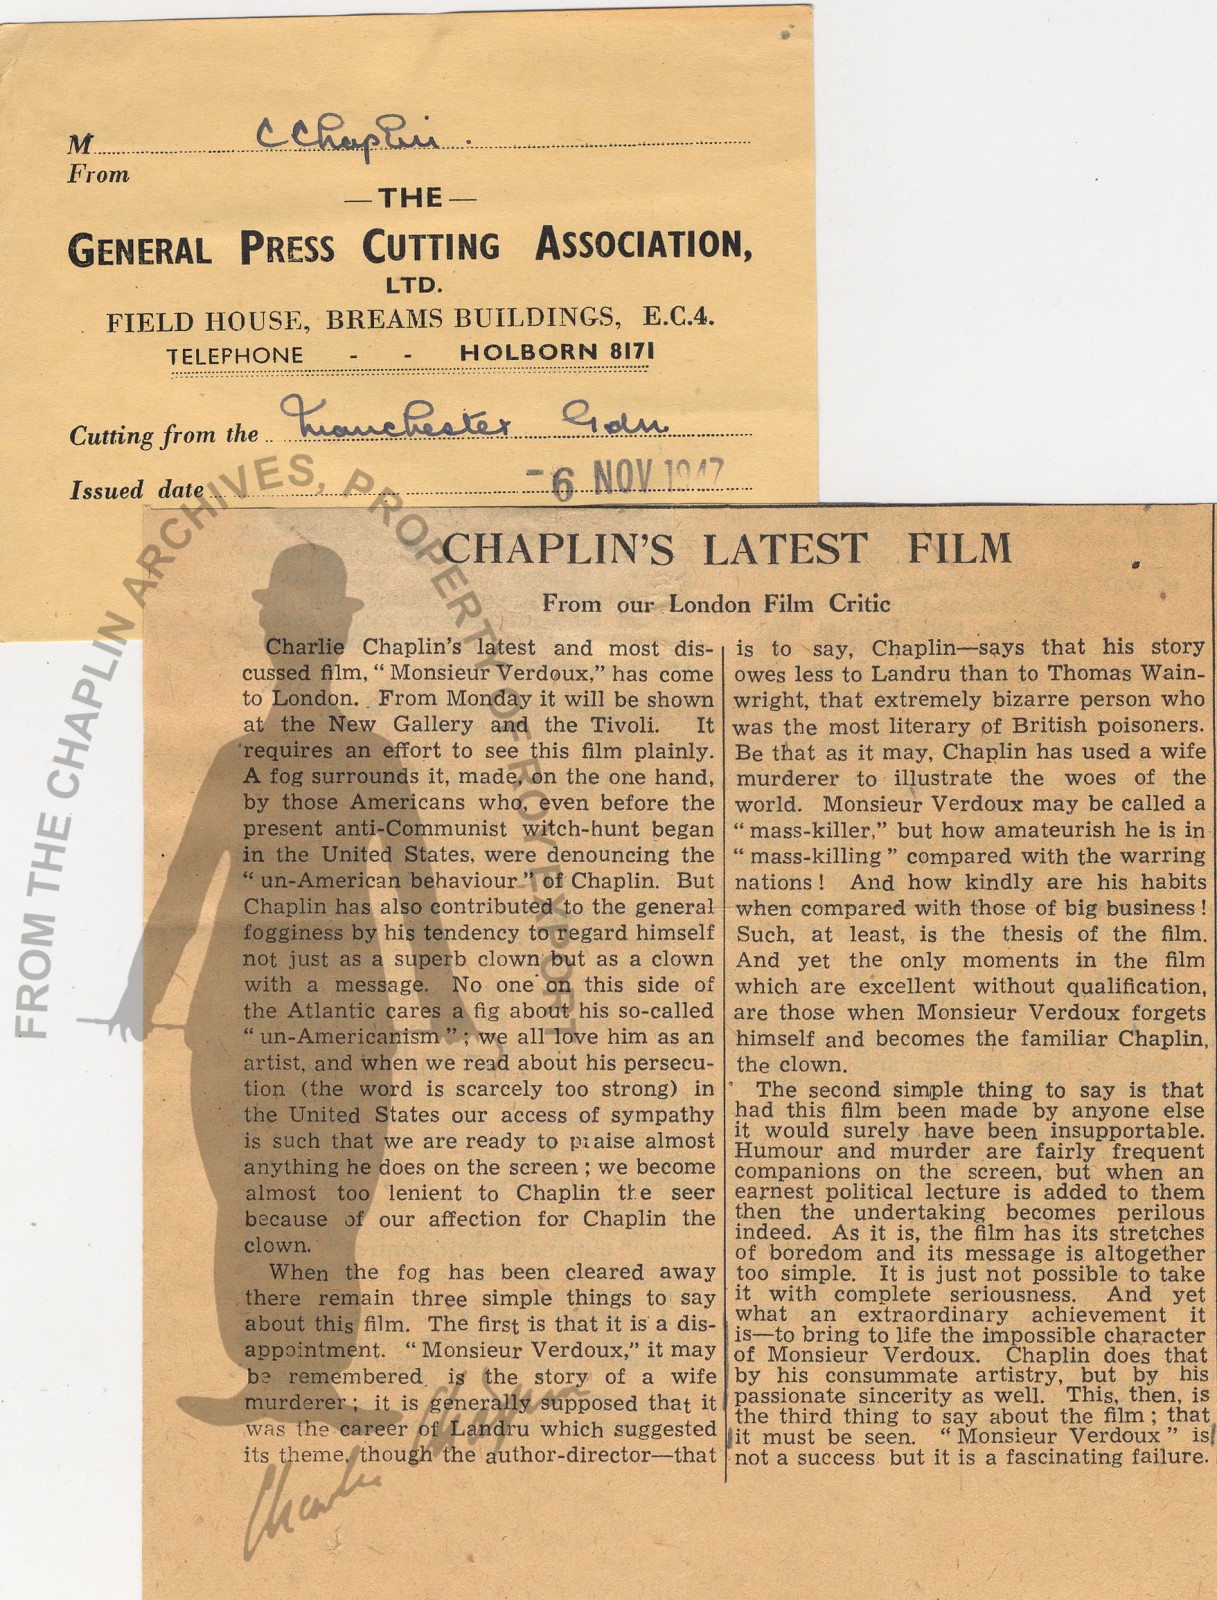 M C Chaplin.
From
—THE—
GENERAL PRESS CUTTING ASSOCIATION,
LTD.
FIELD HOUSE, BREAMS BUILDINGS, E.C.4.
TELEPHONE - - HOLBORN 8171
Cutting from the Manchester Gdn.
Issued date -6 NOV 1947
FROM THE CHAPLIN ARCHIVES, PROPERTY OF ROY EXPORT
CHAPLIN'S LATEST FILM
From our London Film Critic
Charlie Chaplin's latest and most dis-
cussed film, “ Monsieur Verdoux,” has come
to London. From Monday it will be shown
at the New Gallery and the Tivoli. It
requires an effort to see this film plainly.
A fog surrounds it, made, on the one hand,
by those Americans who, even before the
present anti-Communist witch-hunt began
in the United States, were denouncing the
“ un-American behaviour ” of Chaplin. But
Chaplin has also contributed to the general
fogginess by his tendency to regard himself
not just as a superb clown but as a clown
with a message. No one on this side of
the Atlantic cares a fig about his so-called
“ un-Americanism ” ; we all love him as an
artist, and when we read about his persecu-
tion (the word is scarcely too strong) in
the United States our access of sympathy
is such that we are ready to praise almost
anything he does on the screen ; we become
almost too lenient to Chaplin the seer
because of our affection for Chaplin the
clown.
When the fog has been cleared away
there remain three simple things to say
about this film. The first is that it is a dis-
appointment. “ Monsieur Verdoux,” it may
be remembered, is the story of a wife
murderer ; it is generally supposed that it
was the career of Landru which suggested
its theme, though the author-director—that
is to say, Chaplin—says that his story
owes less to Landru than to Thomas Wain-
wright, that extremely bizarre person who
was the most literary of British poisoners.
Be that as it may, Chaplin has used a wife
murderer to illustrate the woes of the
world. Monsieur Verdoux may be called a
“ mass-killer,” but how amateurish he is in
“ mass-killing ” compared with the warring
nations ! And how kindly are his habits
when compared with those of big business !
Such, at least, is the thesis of the film.
And yet the only moments in the film
which are excellent without qualification,
are those when Monsieur Verdoux forgets
himself and becomes the familiar Chaplin,
the clown.
The second simple thing to say is that
had this film been made by anyone else
it would surely have been insupportable.
Humour and murder are fairly frequent
companions on the screen, but when an
earnest political lecture is added to them
then the undertaking becomes perilous
indeed. As it is, the film has its stretches
of boredom and its message is altogether
too simple. It is just not possible to take
it with complete seriousness. And yet
what an extraordinary achievement it
is—to bring to life the impossible character
of Monsieur Verdoux. Chaplin does that
by his consummate artistry, but by his
passionate sincerity as well. This, then, is
the third thing to say about the film ; that
it must be seen. “ Monsieur Verdoux ” is
not a success but it is a fascinating failure.
Charlie Chaplin